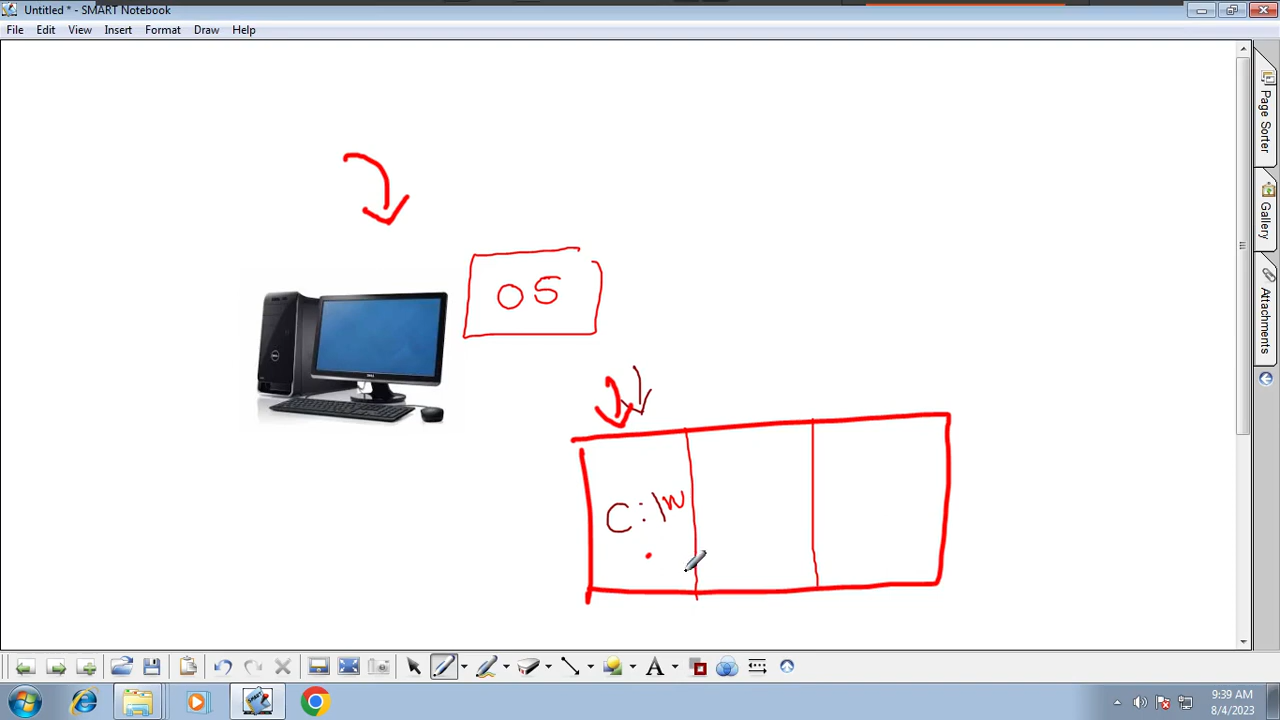 Untitled * - SMART Notebook
File Edit View Insert Format Draw Help
Page Sorter
Gallery
Attachments
Properties
OS
C:\W
A
9:39 AM
8/4/2023